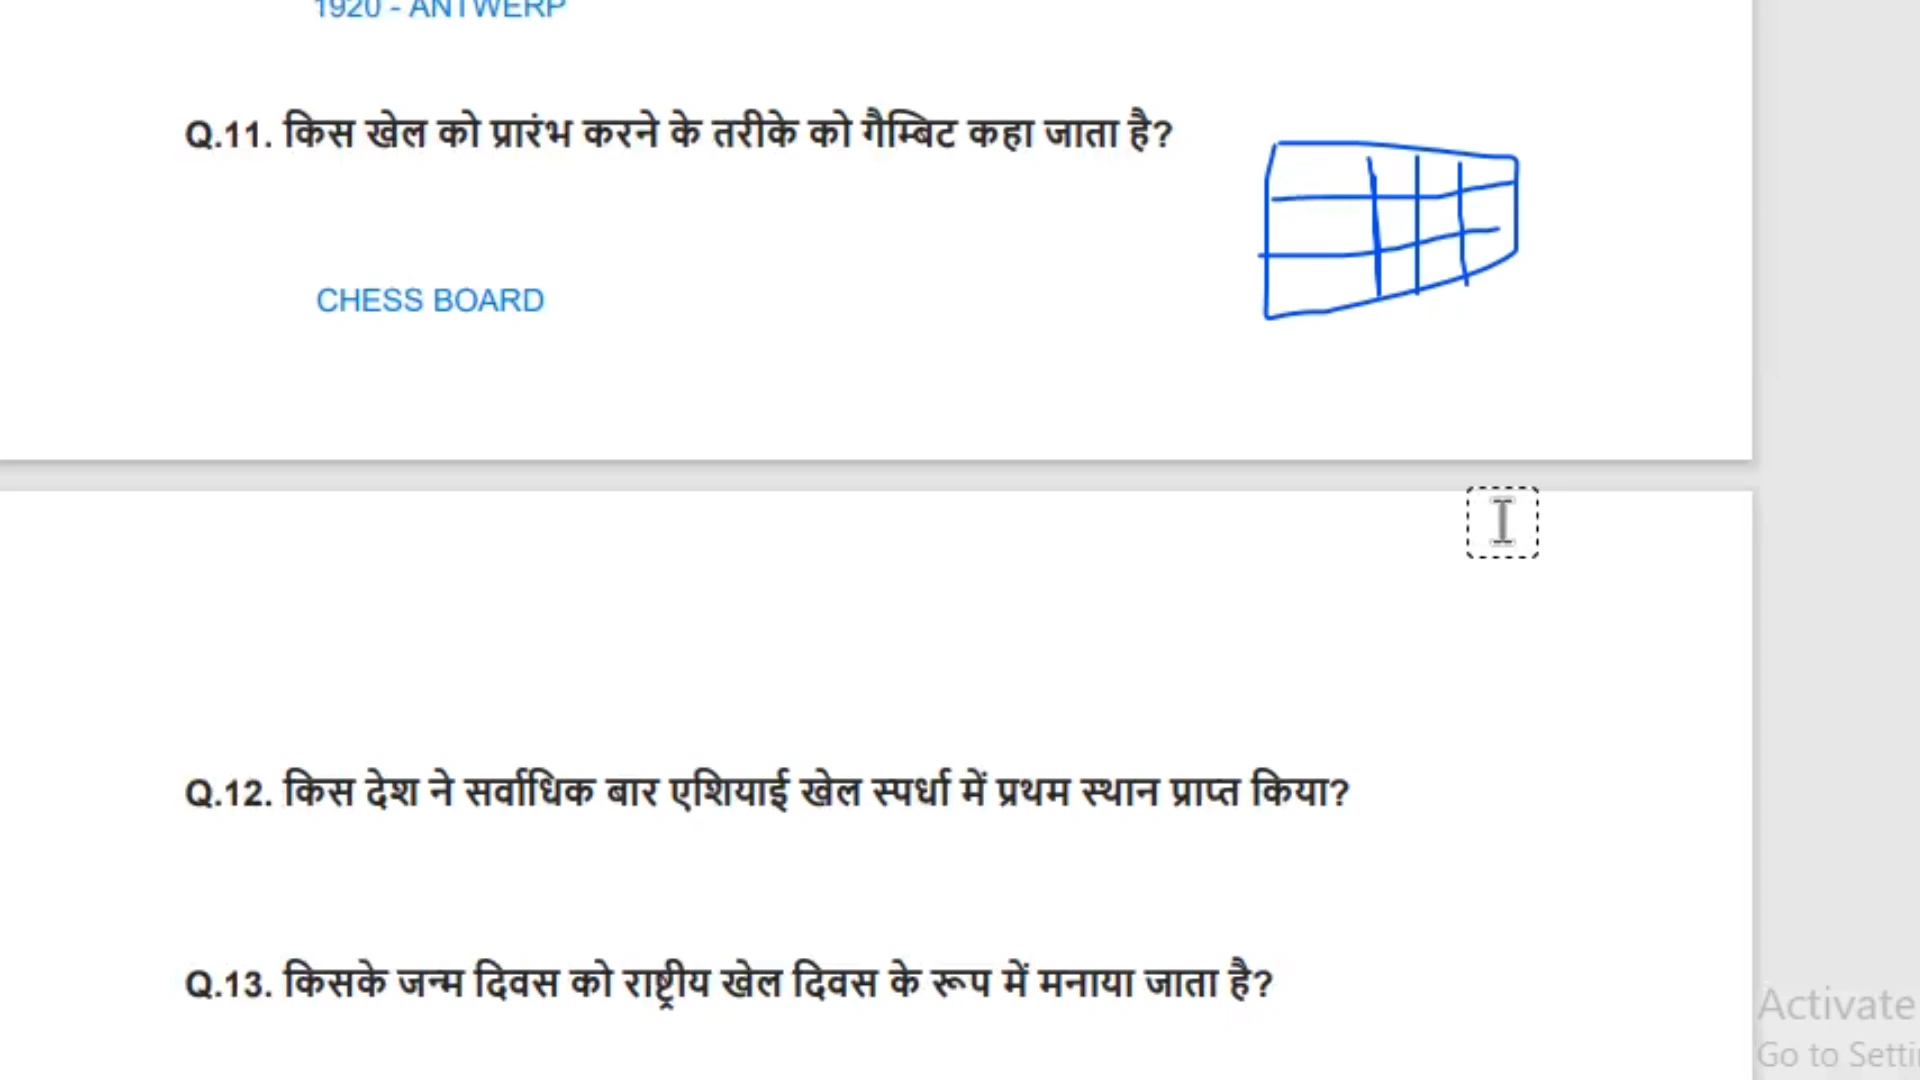 1920 - ANTWERP
Q.11. किस खेल को प्रारंभ करने के तरीके को गैम्बिट कहा जाता है?
CHESS BOARD
Q.12. किस देश ने सर्वाधिक बार एशियाई खेल स्पर्धा में प्रथम स्थान प्राप्त किया?
Q.13. किसके जन्म दिवस को राष्ट्रीय खेल दिवस के रूप में मनाया जाता है?
Activate
Go to Setti